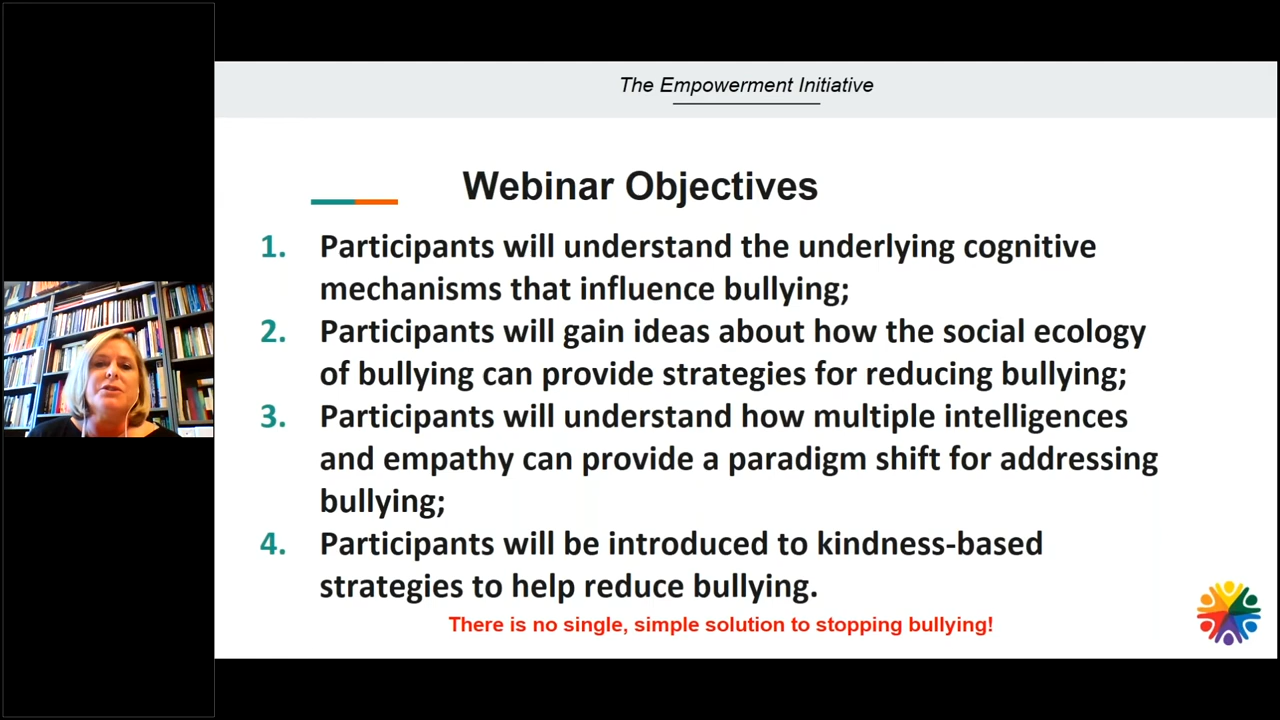 The Empowerment Initiative
Webinar Objectives
1. Participants will understand the underlying cognitive
mechanisms that influence bullying;
2. Participants will gain ideas about how the social ecology
of bullying can provide strategies for reducing bullying;
3. Participants will understand how multiple intelligences
and empathy can provide a paradigm shift for addressing
bullying;
4. Participants will be introduced to kindness-based
strategies to help reduce bullying.
There is no single, simple solution to stopping bullying!